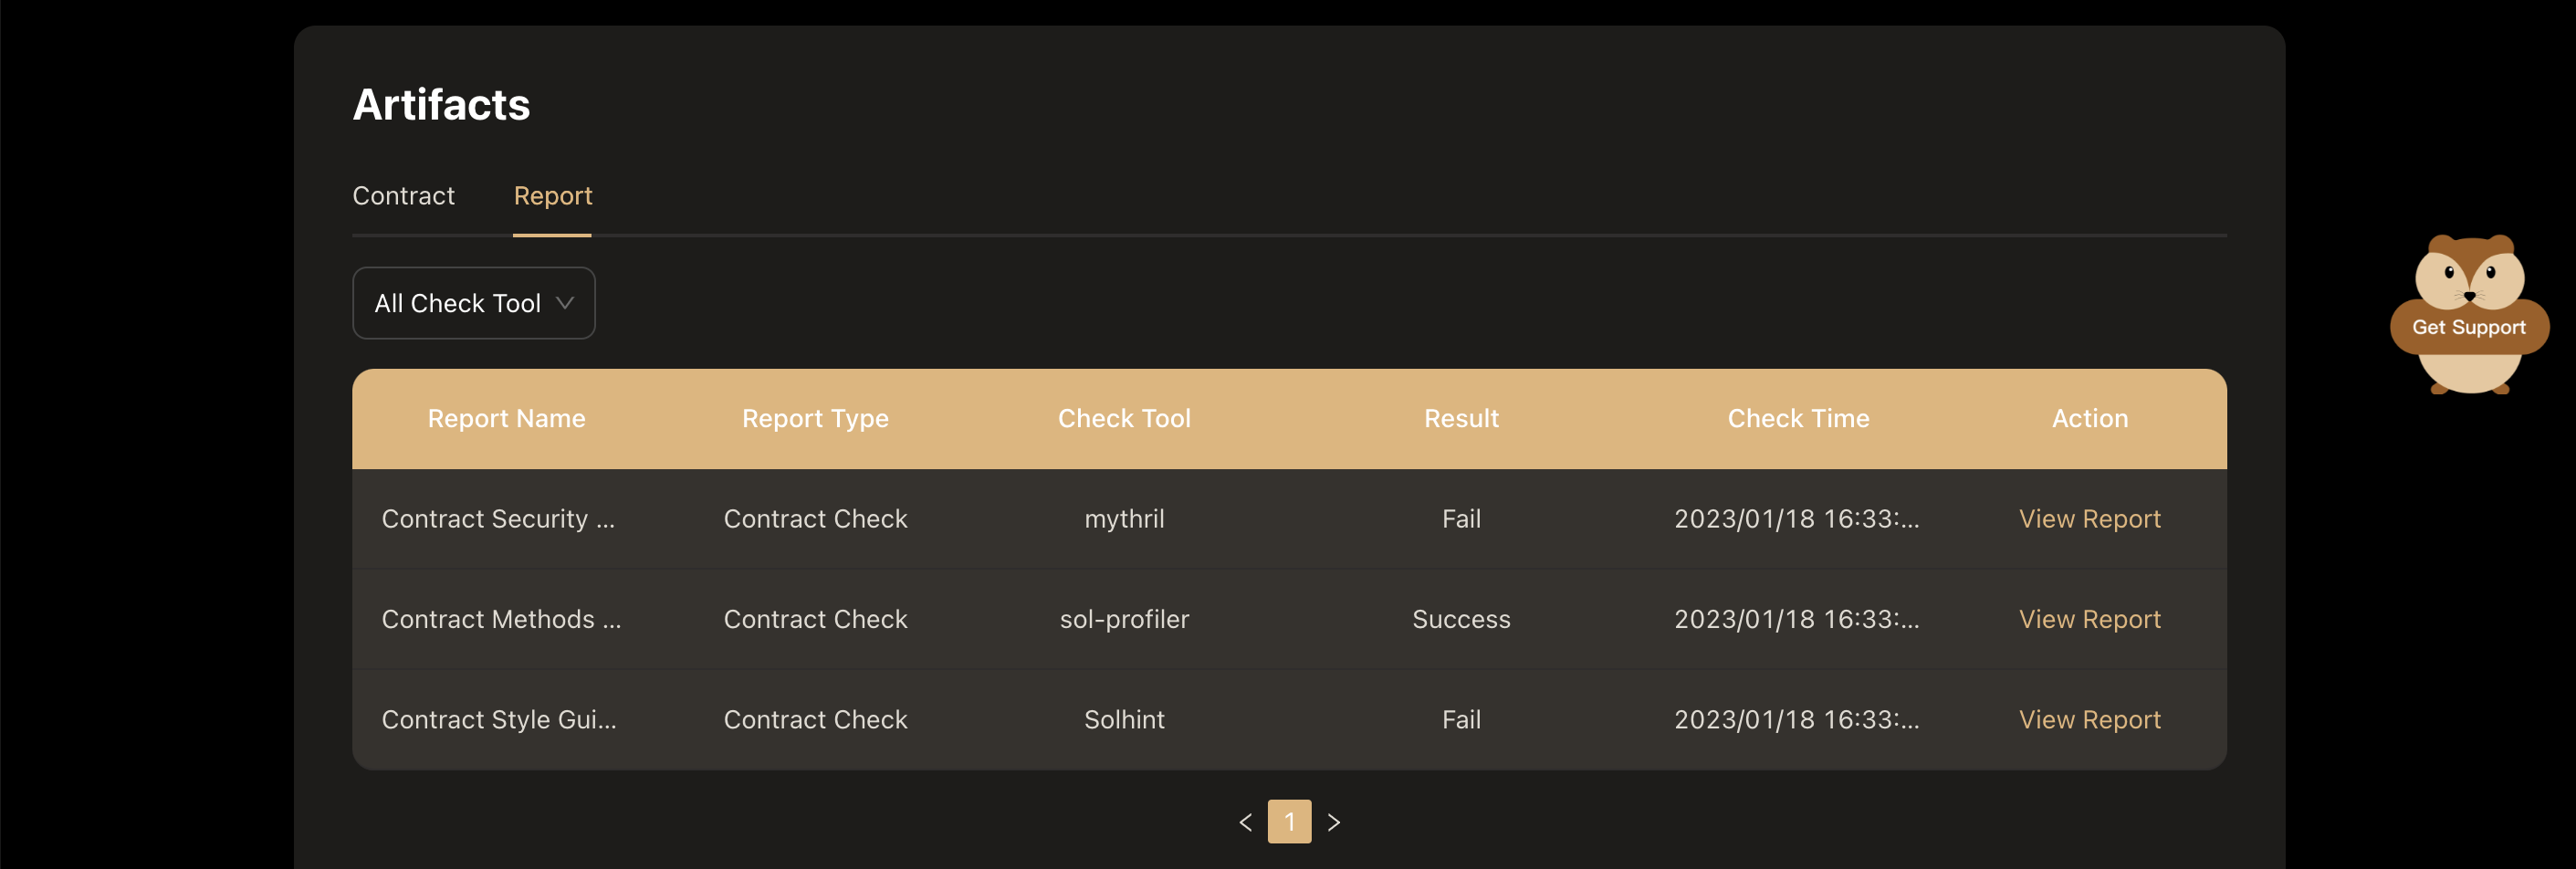 Artifacts
Contract Report
All Check Tool
Get Support
Report Name Report Type Check Tool Result Check Time Action
Contract Security ... Contract Check mythril Fail 2023/01/18 16:33:... View Report
Contract Methods ... Contract Check sol-profiler Success 2023/01/18 16:33:... View Report
Contract Style Gui... Contract Check Solhint Fail 2023/01/18 16:33:... View Report
< 1 >